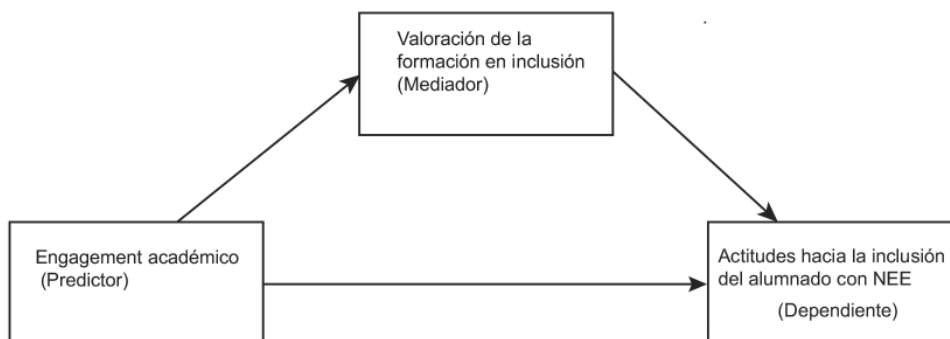 Valoración de la
formación en inclusión
(Mediador)
Engagement académico
(Predictor)
Actitudes hacia la inclusión
del alumnado con NEE
(Dependiente)